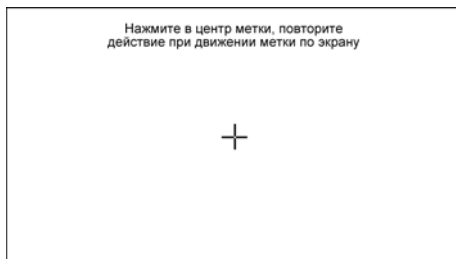 Нажмите в центр метки, повторите
действие при движении метки по экрану